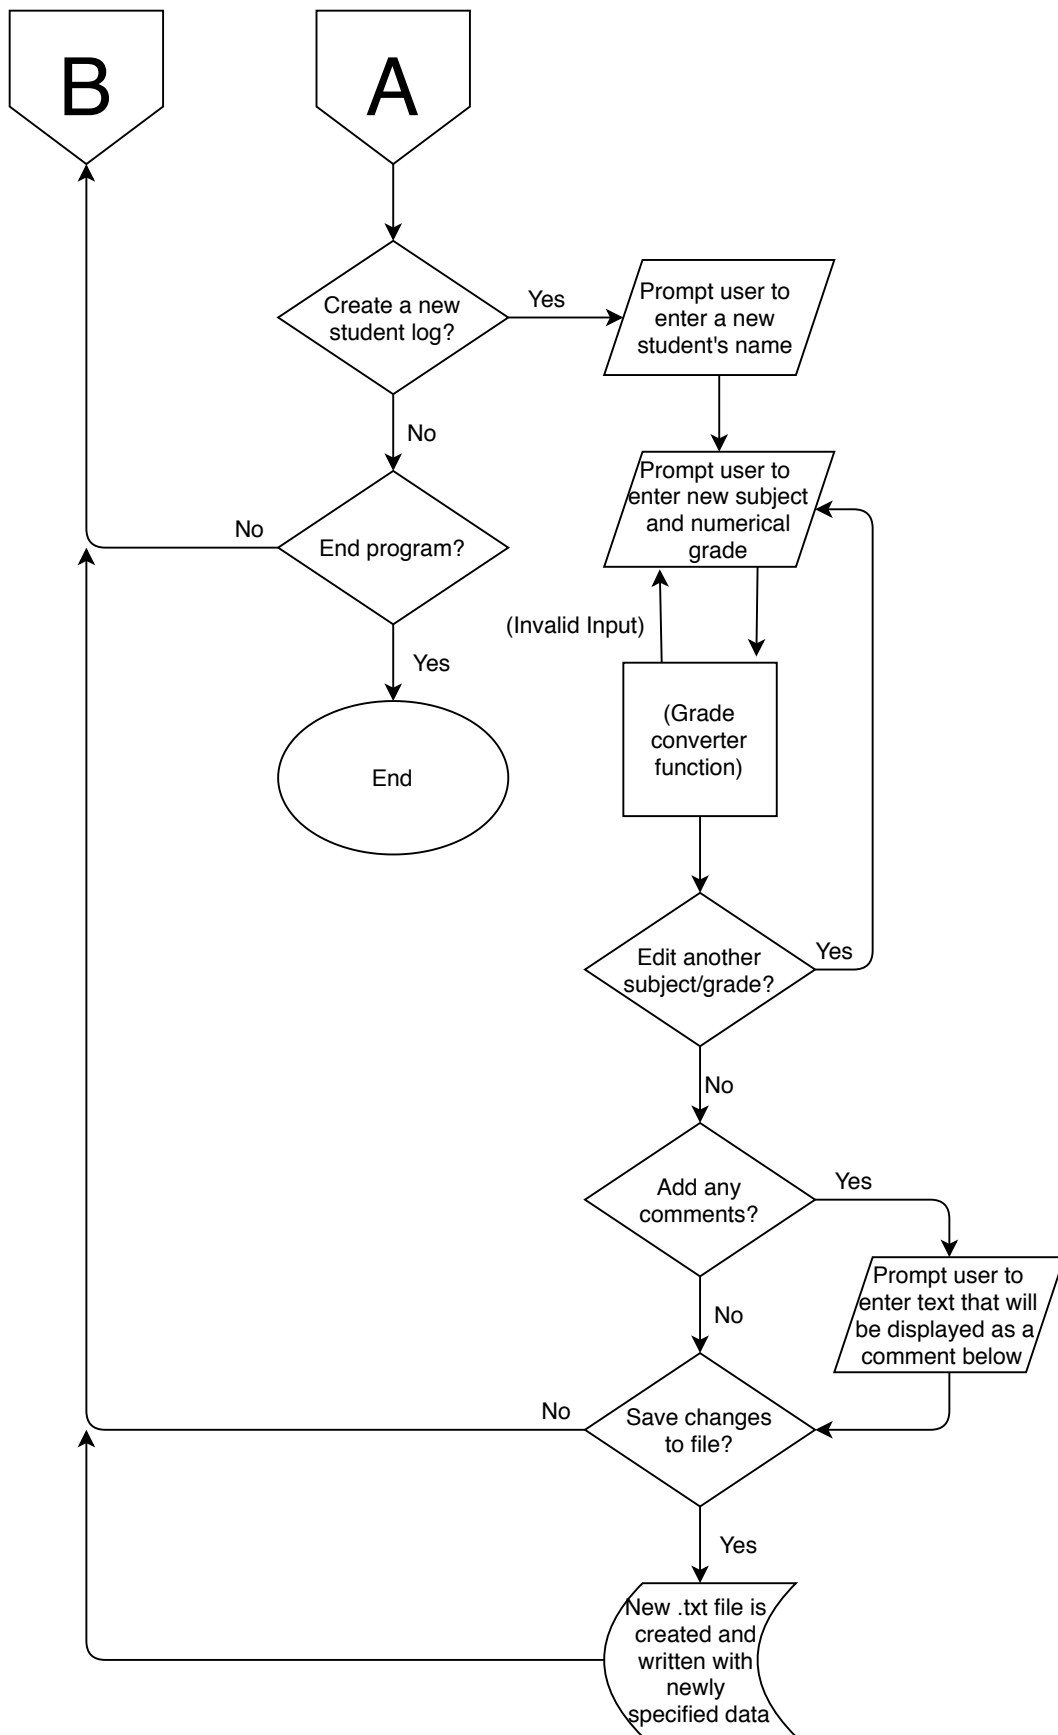 B
A
Create a new
student log?
Yes
Prompt user to
enter a new
student's name
No
Prompt user to
enter new subject
and numerical
grade
No
End program?
(Invalid Input)
Yes
(Grade
converter
function)
End
Edit another
subject/grade?
Yes
No
Add any
comments?
Yes
Prompt user to
enter text that will
be displayed as a
comment below
No
No
Save changes
to file?
Yes
New .txt file is
created and
written with
newly
specified data